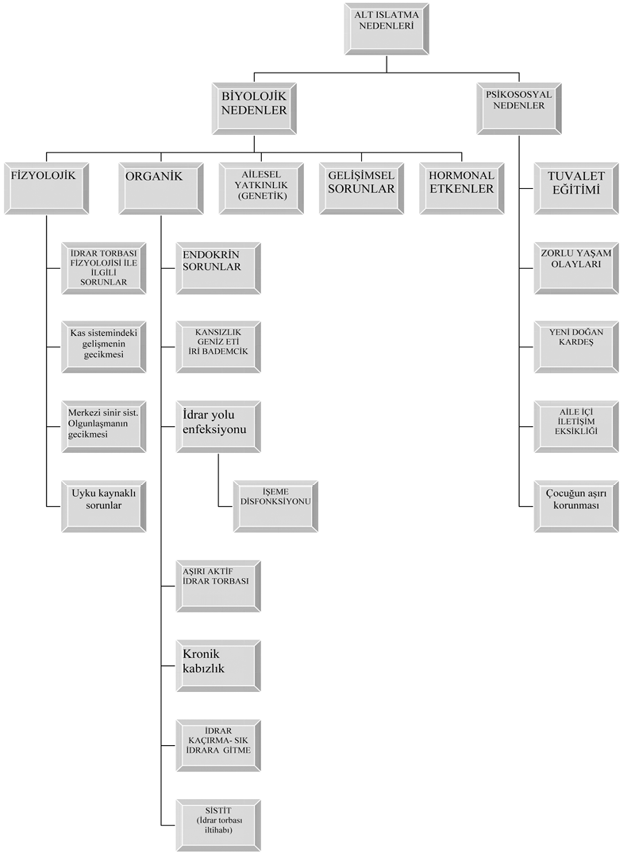 ALT ISLATMA
NEDENLERİ
BİYOLOJİK
NEDENLER
PSİKOSOSYAL
NEDENLER
FİZYOLOJİK
ORGANİK
AİLESEL
YATKINLIK
(GENETİK)
GELİŞİMSEL
SORUNLAR
HORMONAL
ETKENLER
TUVALET
EĞİTİMİ
İDRAR TORBASI
FİZYOLOJİSİ İLE
İLGİLİ
SORUNLAR
ENDOKRİN
SORUNLAR
ZORLU YAŞAM
OLAYLARI
Kas sistemindeki
gelişmenin
gecikmesi
KANSIZLIK
GENİZ ETİ
İRİ BADEMCİK
YENİ DOĞAN
KARDEŞ
Merkezi sinir sist.
Olgunlaşmanın
gecikmesi
İdrar yolu
enfeksiyonu
AİLE İÇİ
İLETİŞİM
EKSİKLİĞİ
Uyku kaynaklı
sorunlar
İŞEME
DİSFONKSİYONU
Çocuğun aşırı
korunması
AŞIRI AKTİF
İDRAR TORBASI
Kronik
kabızlık
İDRAR
KAÇIRMA- SIK
İDRARA GİTME
SİSTİT
(İdrar torbası
iltihabı)